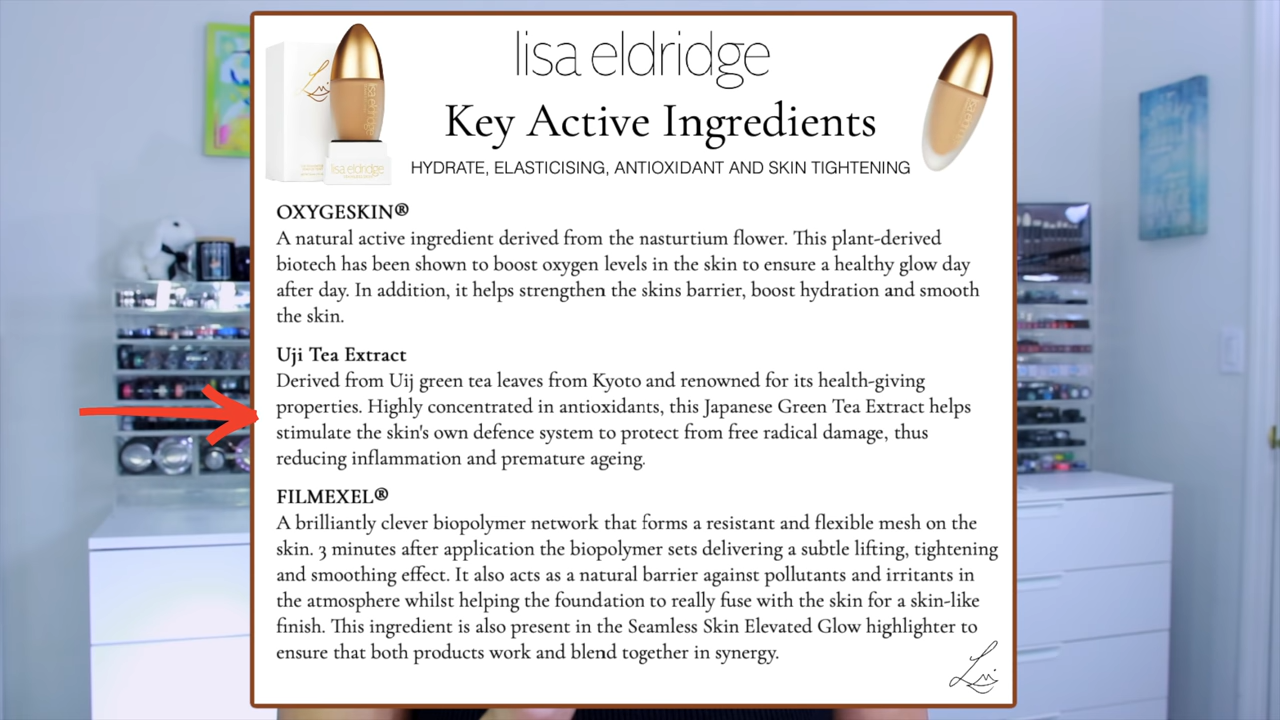 lisa eldridge
Key Active Ingredients
HYDRATE, ELASTICISING, ANTIOXIDANT AND SKIN TIGHTENING
lisa eldridge
OXYGESKIN®
A natural active ingredient derived from the nasturtium flower. This plant-derived
biotech has been shown to boost oxygen levels in the skin to ensure a healthy glow day
after day. In addition, it helps strengthen the skins barrier, boost hydration and smooth
the skin.
Uji Tea Extract
Derived from Uij green tea leaves from Kyoto and renowned for its health-giving
properties. Highly concentrated in antioxidants, this Japanese Green Tea Extract helps
stimulate the skin's own defence system to protect from free radical damage, thus
reducing inflammation and premature ageing.
FILMEXEL®
A brilliantly clever biopolymer network that forms a resistant and flexible mesh on the
skin. 3 minutes after application the biopolymer sets delivering a subtle lifting, tightening
and smoothing effect. It also acts as a natural barrier against pollutants and irritants in
the atmosphere whilst helping the foundation to really fuse with the skin for a skin-like
finish. This ingredient is also present in the Seamless Skin Elevated Glow highlighter to
ensure that both products work and blend together in synergy.